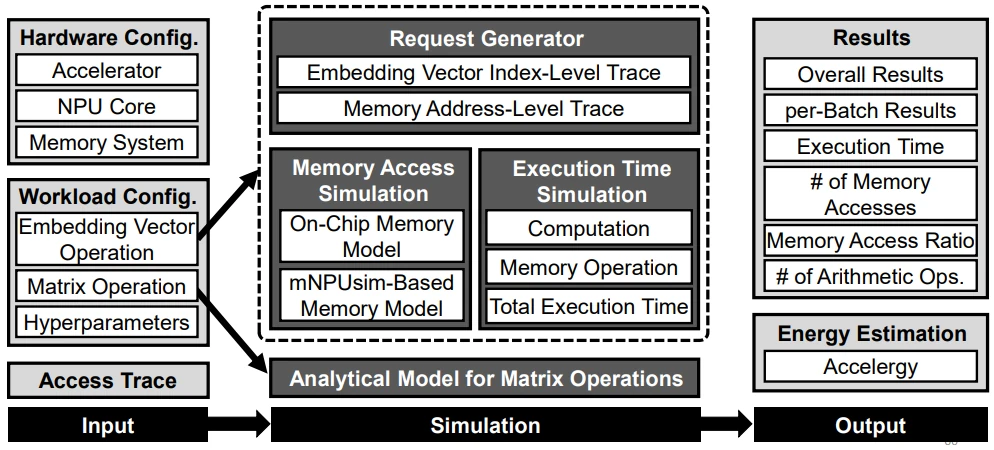 Hardware Config.
Accelerator
NPU Core
Memory System
Workload Config.
Embedding Vector
Operation
Matrix Operation
Hyperparameters
Access Trace
Input
Request Generator
Embedding Vector Index-Level Trace
Memory Address-Level Trace
Memory Access
Simulation
On-Chip Memory
Model
mNPUsim-Based
Memory Model
Execution Time
Simulation
Computation
Memory Operation
Total Execution Time
Analytical Model for Matrix Operations
Simulation
Results
Overall Results
per-Batch Results
Execution Time
# of Memory
Accesses
Memory Access Ratio
# of Arithmetic Ops.
Energy Estimation
Accelergy
Output